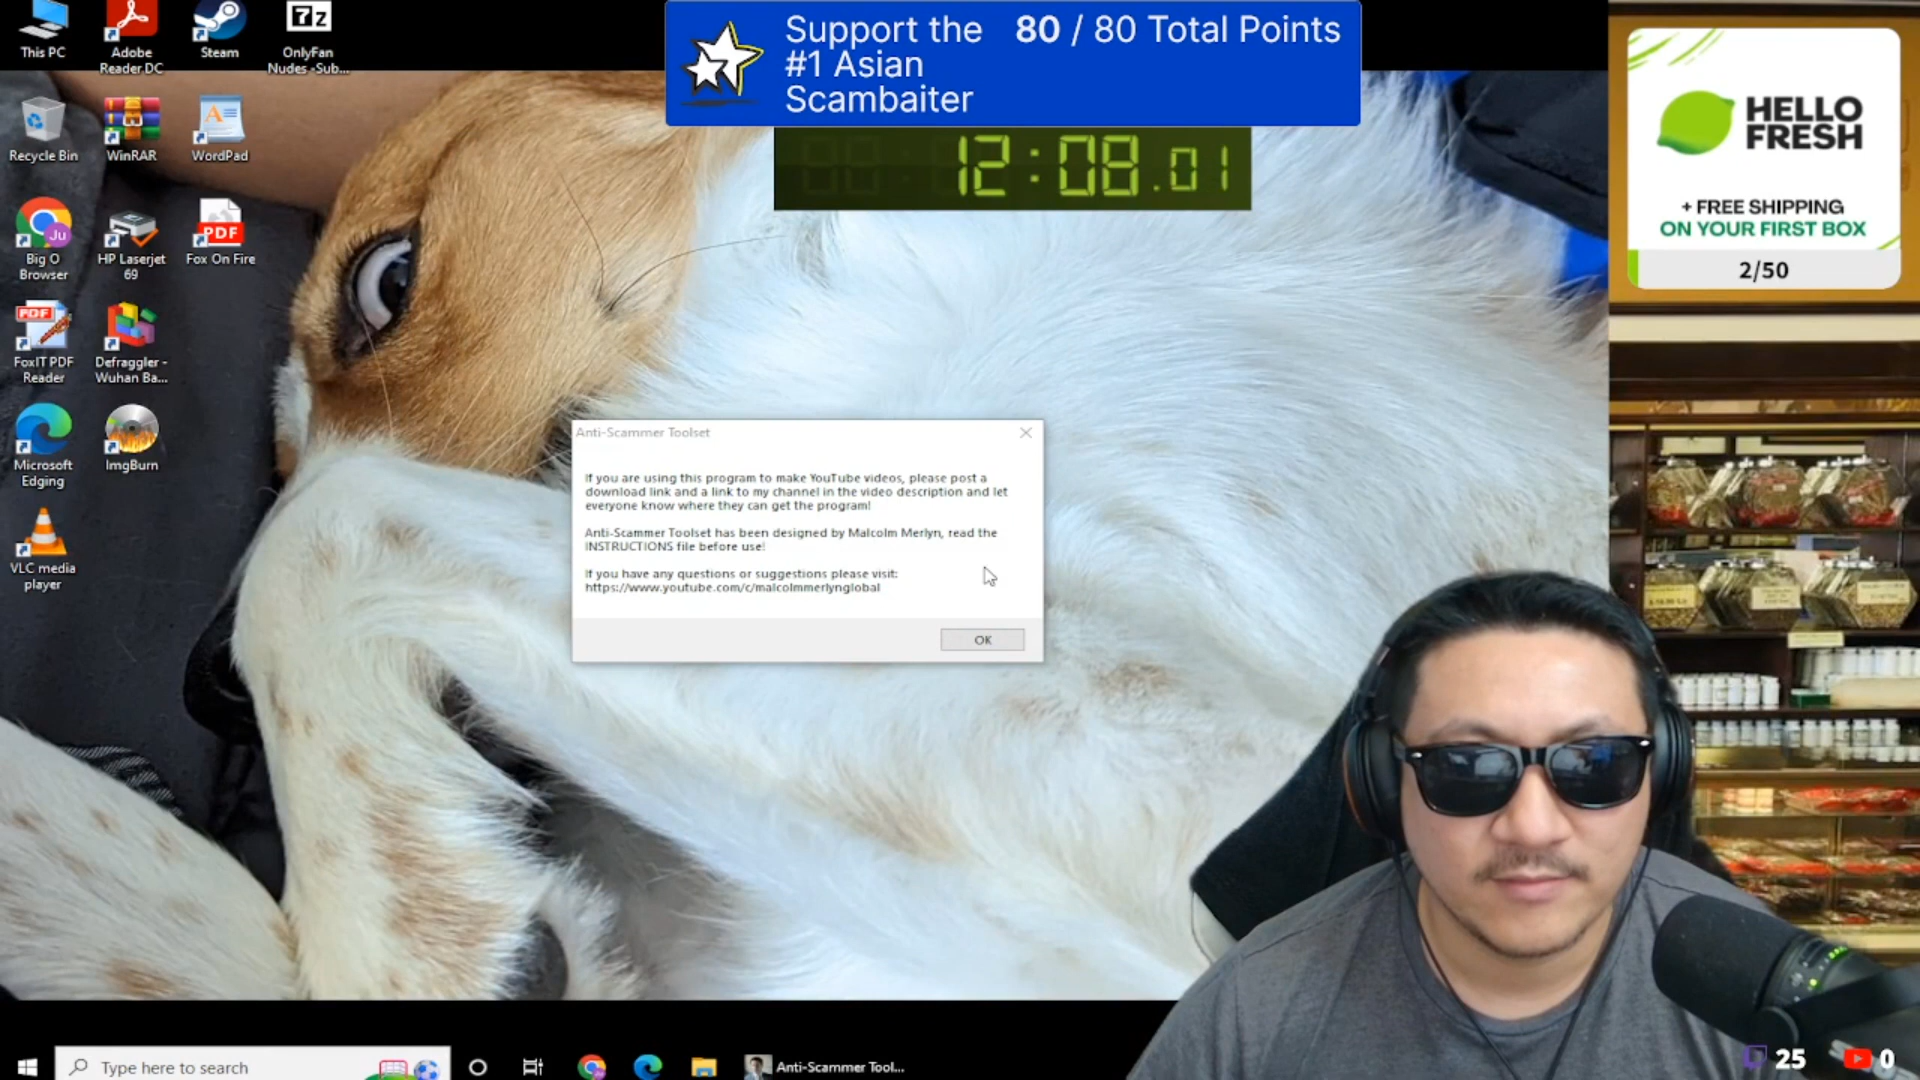 This PC
Adobe
Reader DC
Steam
7z
OnlyFan
Nudes -Sub...
Recycle Bin
WinRAR
WordPad
Ju
Big O
Browser
HP Laserjet
69
PDF
Fox On Fire
PDF
FoxIT PDF
Reader
Defraggler -
Wuhan Ba...
Microsoft
Edging
ImgBurn
VLC media
player
Support the
#1 Asian
Scambaiter
80 / 80 Total Points
12:08.01
HELLO
FRESH
+ FREE SHIPPING
ON YOUR FIRST BOX
2/50
Anti-Scammer Toolset
If you are using this program to make YouTube videos, please post a
download link and a link to my channel in the video description and let
everyone know where they can get the program!
Anti-Scammer Toolset has been designed by Malcolm Merlyn, read the
INSTRUCTIONS file before use!
If you have any questions or suggestions please visit:
https://www.youtube.com/c/malcolmmerlynglobal
OK
Type here to search
Anti-Scammer Tool...
25
0